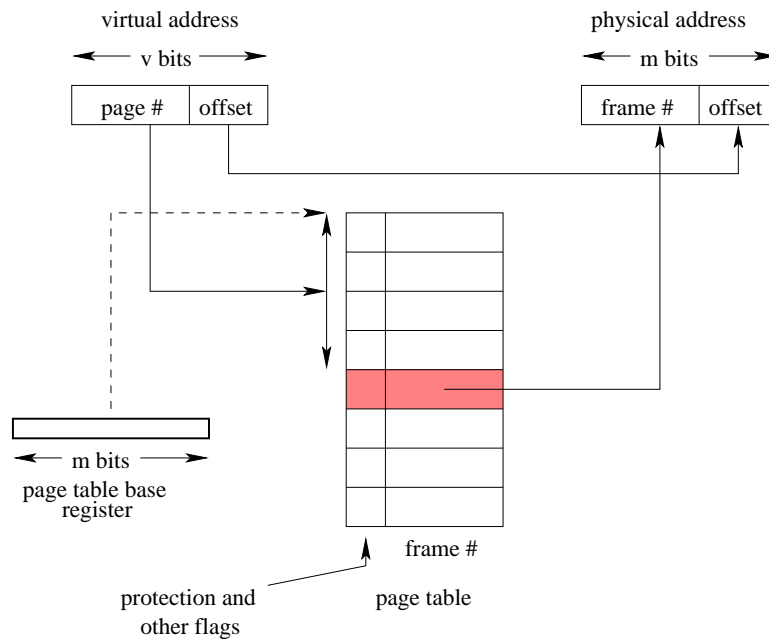 virtual address
physical address
v bits
m bits
page #
offset
frame #
offset
m bits
page table base
register
frame #
protection and
other flags
page table